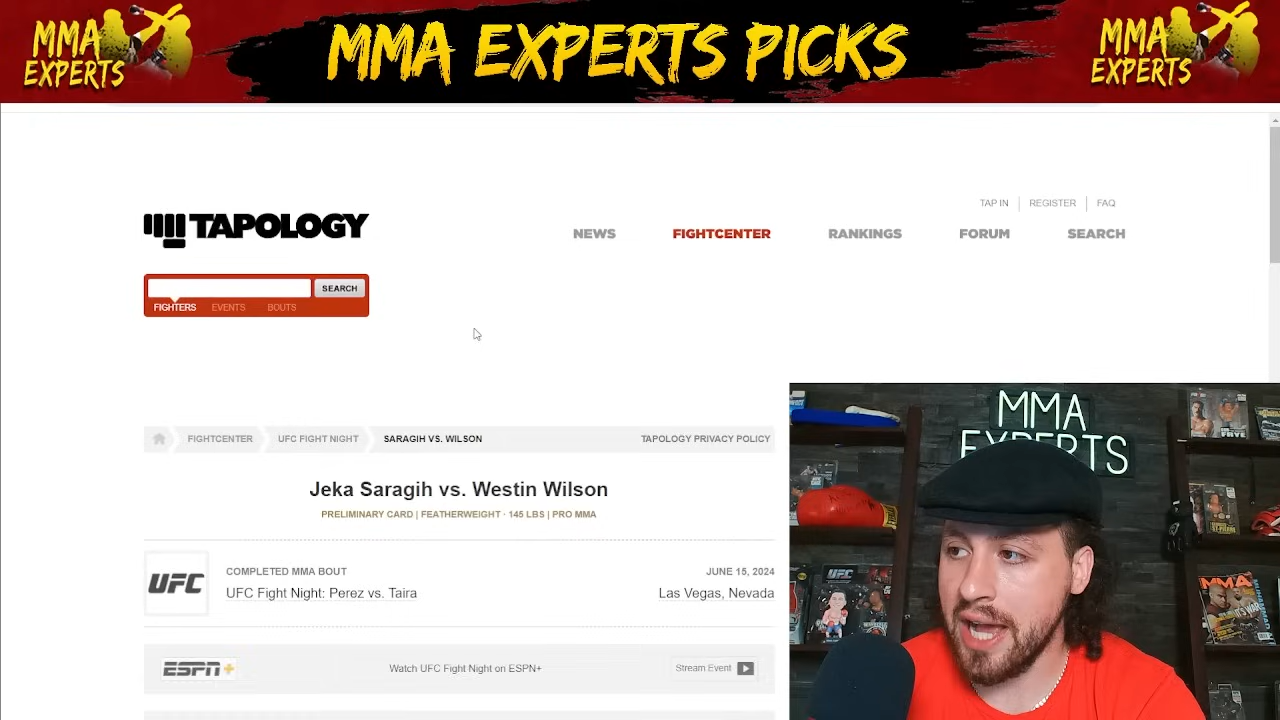 MMA
EXPERTS
MMA EXPERTS PICKS
MMA
EXPERTS
TAPOLOGY
TAP IN
REGISTER
FAQ
NEWS
FIGHTCENTER
RANKINGS
FORUM
SEARCH
SEARCH
FIGHTERS
EVENTS
BOUTS
FIGHTCENTER
UFC FIGHT NIGHT
SARAGIH VS. WILSON
TAPOLOGY PRIVACY POLICY
Jeka Saragih vs. Westin Wilson
PRELIMINARY CARD | FEATHERWEIGHT · 145 LBS | PRO MMA
UFC
COMPLETED MMA BOUT
JUNE 15, 2024
UFC Fight Night: Perez vs. Taira
Las Vegas, Nevada
ESPN+
Watch UFC Fight Night on ESPN+
Stream Event
MMA
EXPERTS
UFC
MMA